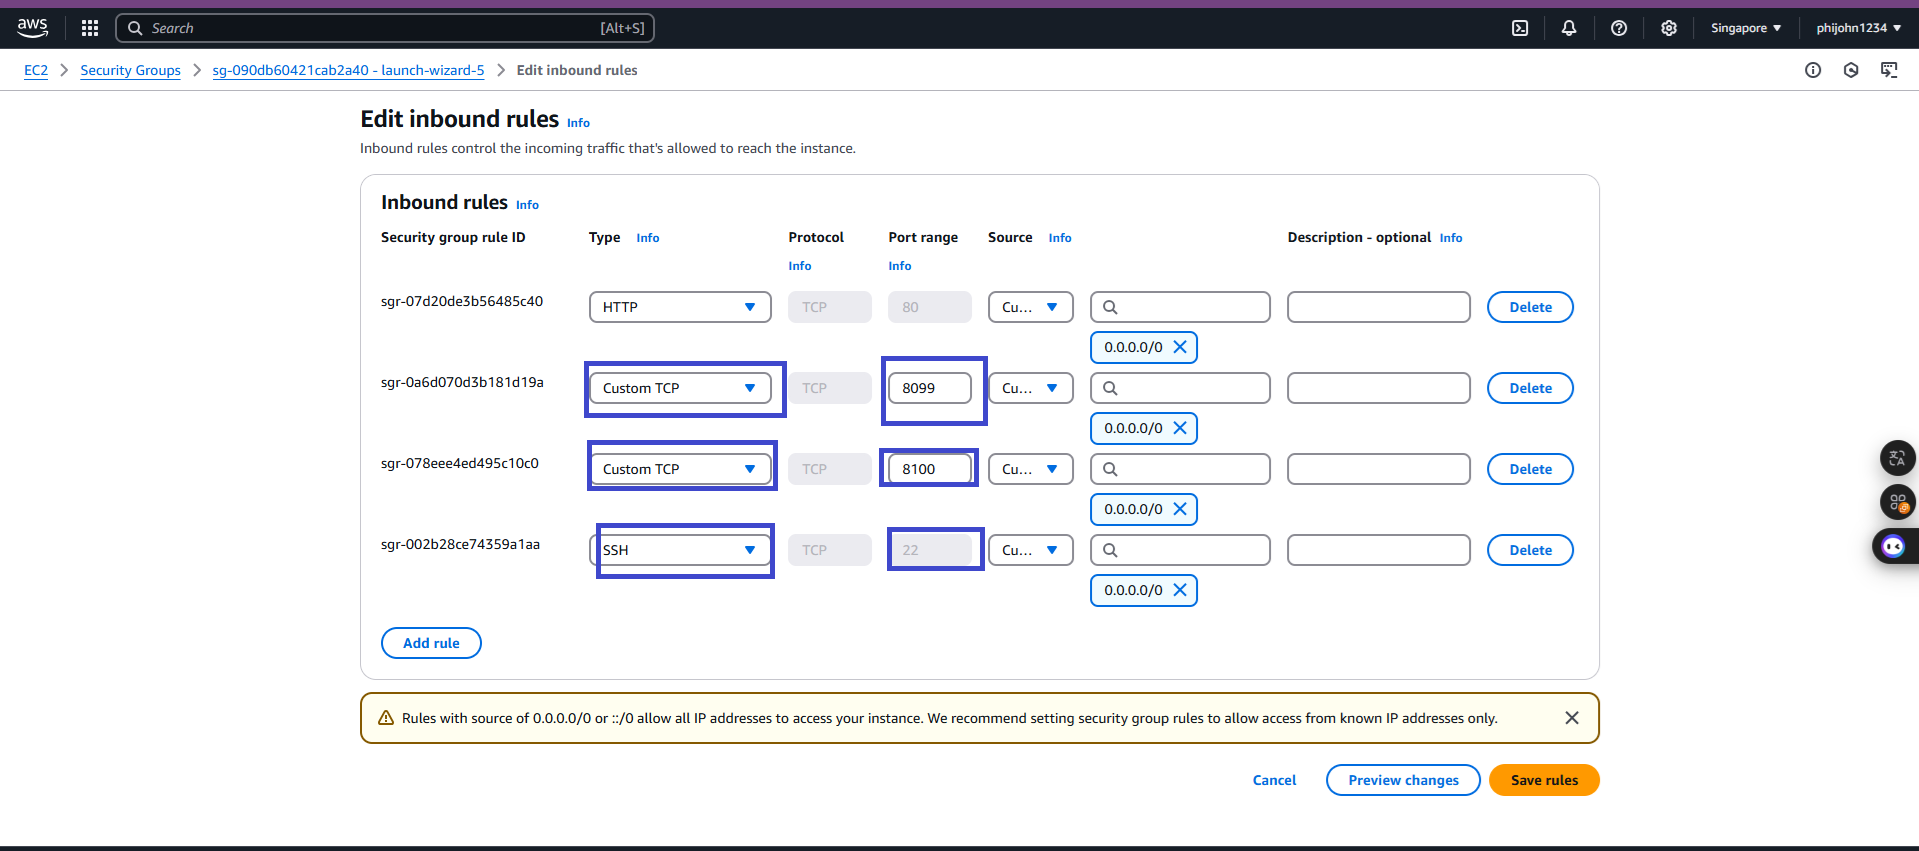 aws
Search
[Alt+S]
Singapore
phijohn1234
EC2 > Security Groups > sg-090db60421cab2a40 - launch-wizard-5 > Edit inbound rules
Edit inbound rules Info
Inbound rules control the incoming traffic that's allowed to reach the instance.
Inbound rules Info
Security group rule ID Type Info Protocol Info Port range Info Source Info Description - optional Info
sgr-07d20de3b56485c40 HTTP TCP 80 Cu... Delete
0.0.0.0/0
sgr-0a6d070d3b181d19a Custom TCP TCP 8099 Cu... Delete
0.0.0.0/0
sgr-078eee4ed495c10c0 Custom TCP TCP 8100 Cu... Delete
0.0.0.0/0
sgr-002b28ce74359a1aa SSH TCP 22 Cu... Delete
0.0.0.0/0
Add rule
Rules with source of 0.0.0.0/0 or ::/0 allow all IP addresses to access your instance. We recommend setting security group rules to allow access from known IP addresses only.
Cancel Preview changes Save rules